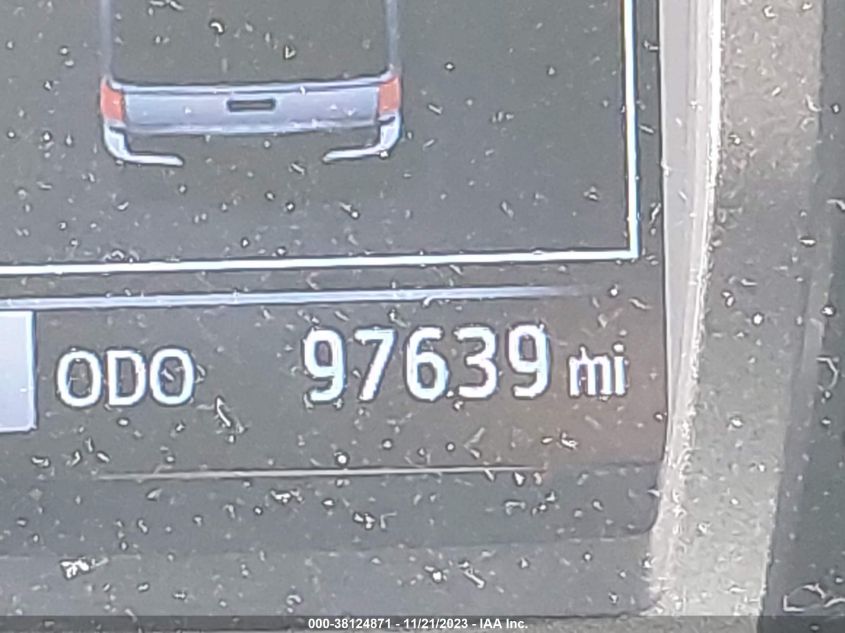 ODO 97639 mi
000-38124871 - 11/21/2023 - IAA Inc.